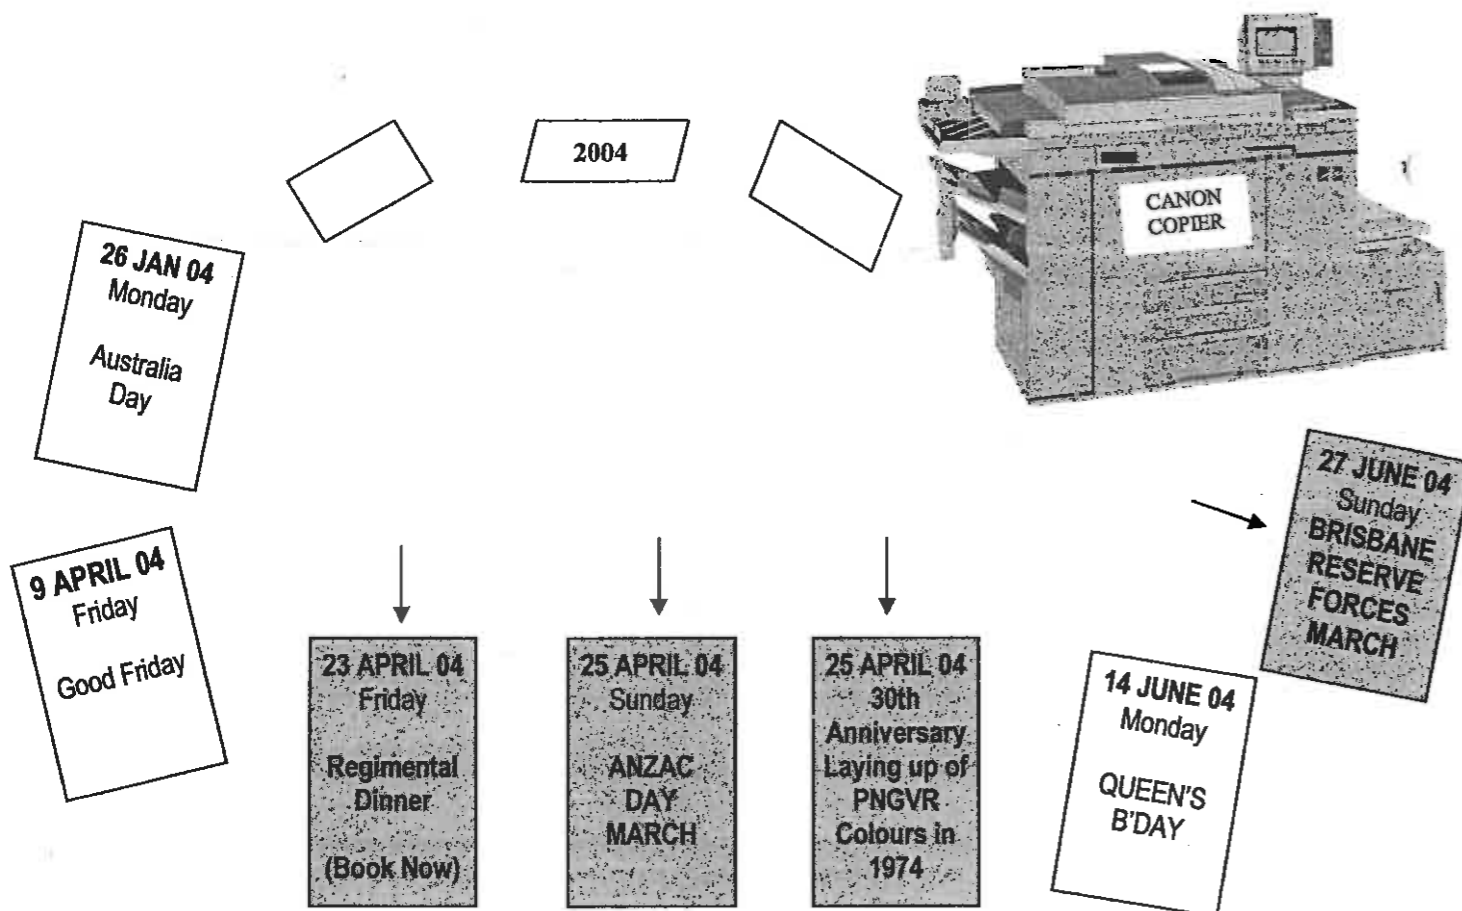 2004
CANON
COPIER
26 JAN 04
Monday
Australia
Day
9 APRIL 04
Friday
Good Friday
23 APRIL 04
Friday
Regimental
Dinner
(Book Now)
25 APRIL 04
Sunday
ANZAC
DAY
MARCH
25 APRIL 04
30th
Anniversary
Laying up of
PNGVR
Colours in
1974
14 JUNE 04
Monday
QUEEN'S
B'DAY
27 JUNE 04
Sunday
BRISBANE
RESERVE
FORCES
MARCH